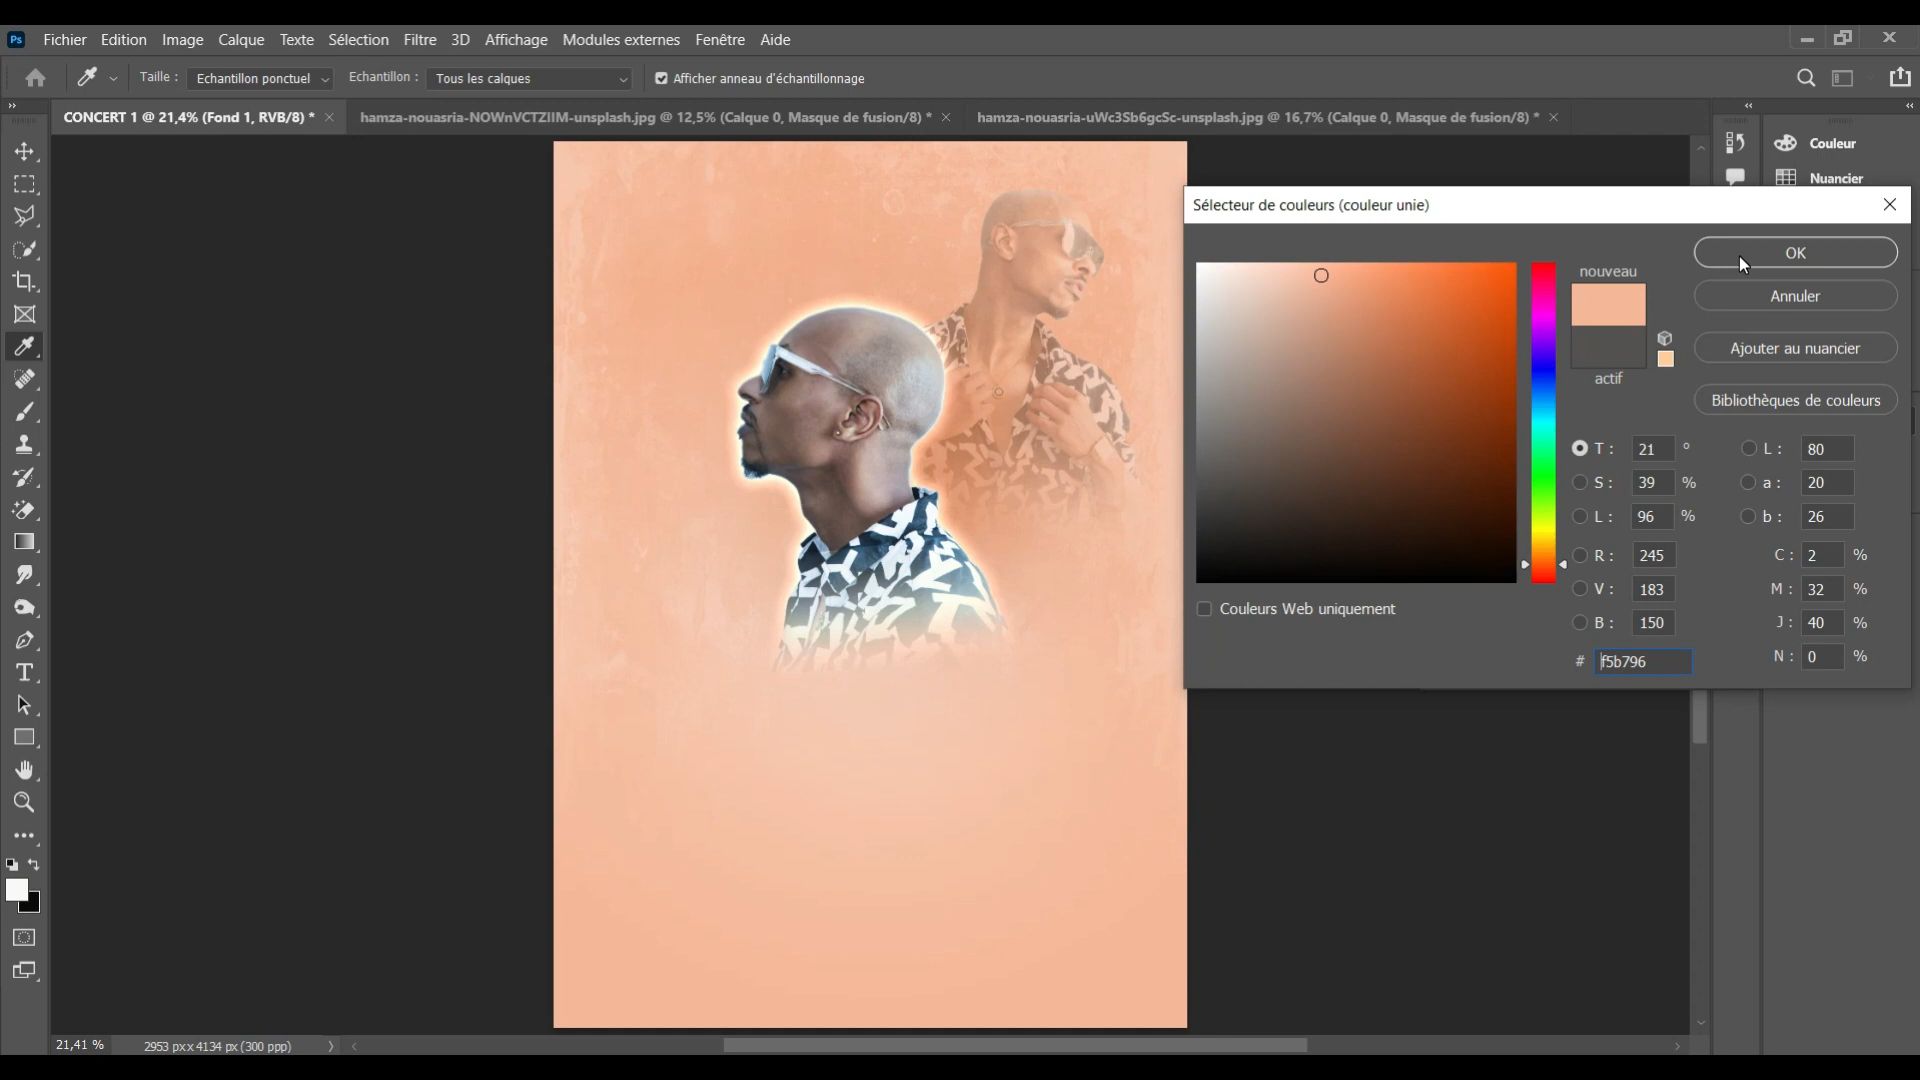 Ps Fichier Edition Image Calque Texte Sélection Filtre 3D Affichage Modules externes Fenêtre Aide
Taille : Echantillon ponctuel Echantillon : Tous les calques Afficher anneau d'échantillonnage
CONCERT 1 @ 21,4% (Fond 1, RVB/8) * hamza-nouasria-NOWnVCTZIIM-unsplash.jpg @ 12,5% (Calque 0, Masque de fusion/8) * hamza-nouasria-uWc3Sb6gcSc-unsplash.jpg @ 16,7% (Calque 0, Masque de fusion/8) *
Couleur
Nuancier
Sélecteur de couleurs (couleur unie)
nouveau
actif
OK
Annuler
Ajouter au nuancier
Bibliothèques de couleurs
T : 21 ° L : 80
S : 39 % a : 20
L : 96 % b : 26
R : 245 C : 2 %
V : 183 M : 32 %
B : 150 J : 40 %
# f5b796 N : 0 %
Couleurs Web uniquement
21,41 % 2953 px x 4134 px (300 ppp)